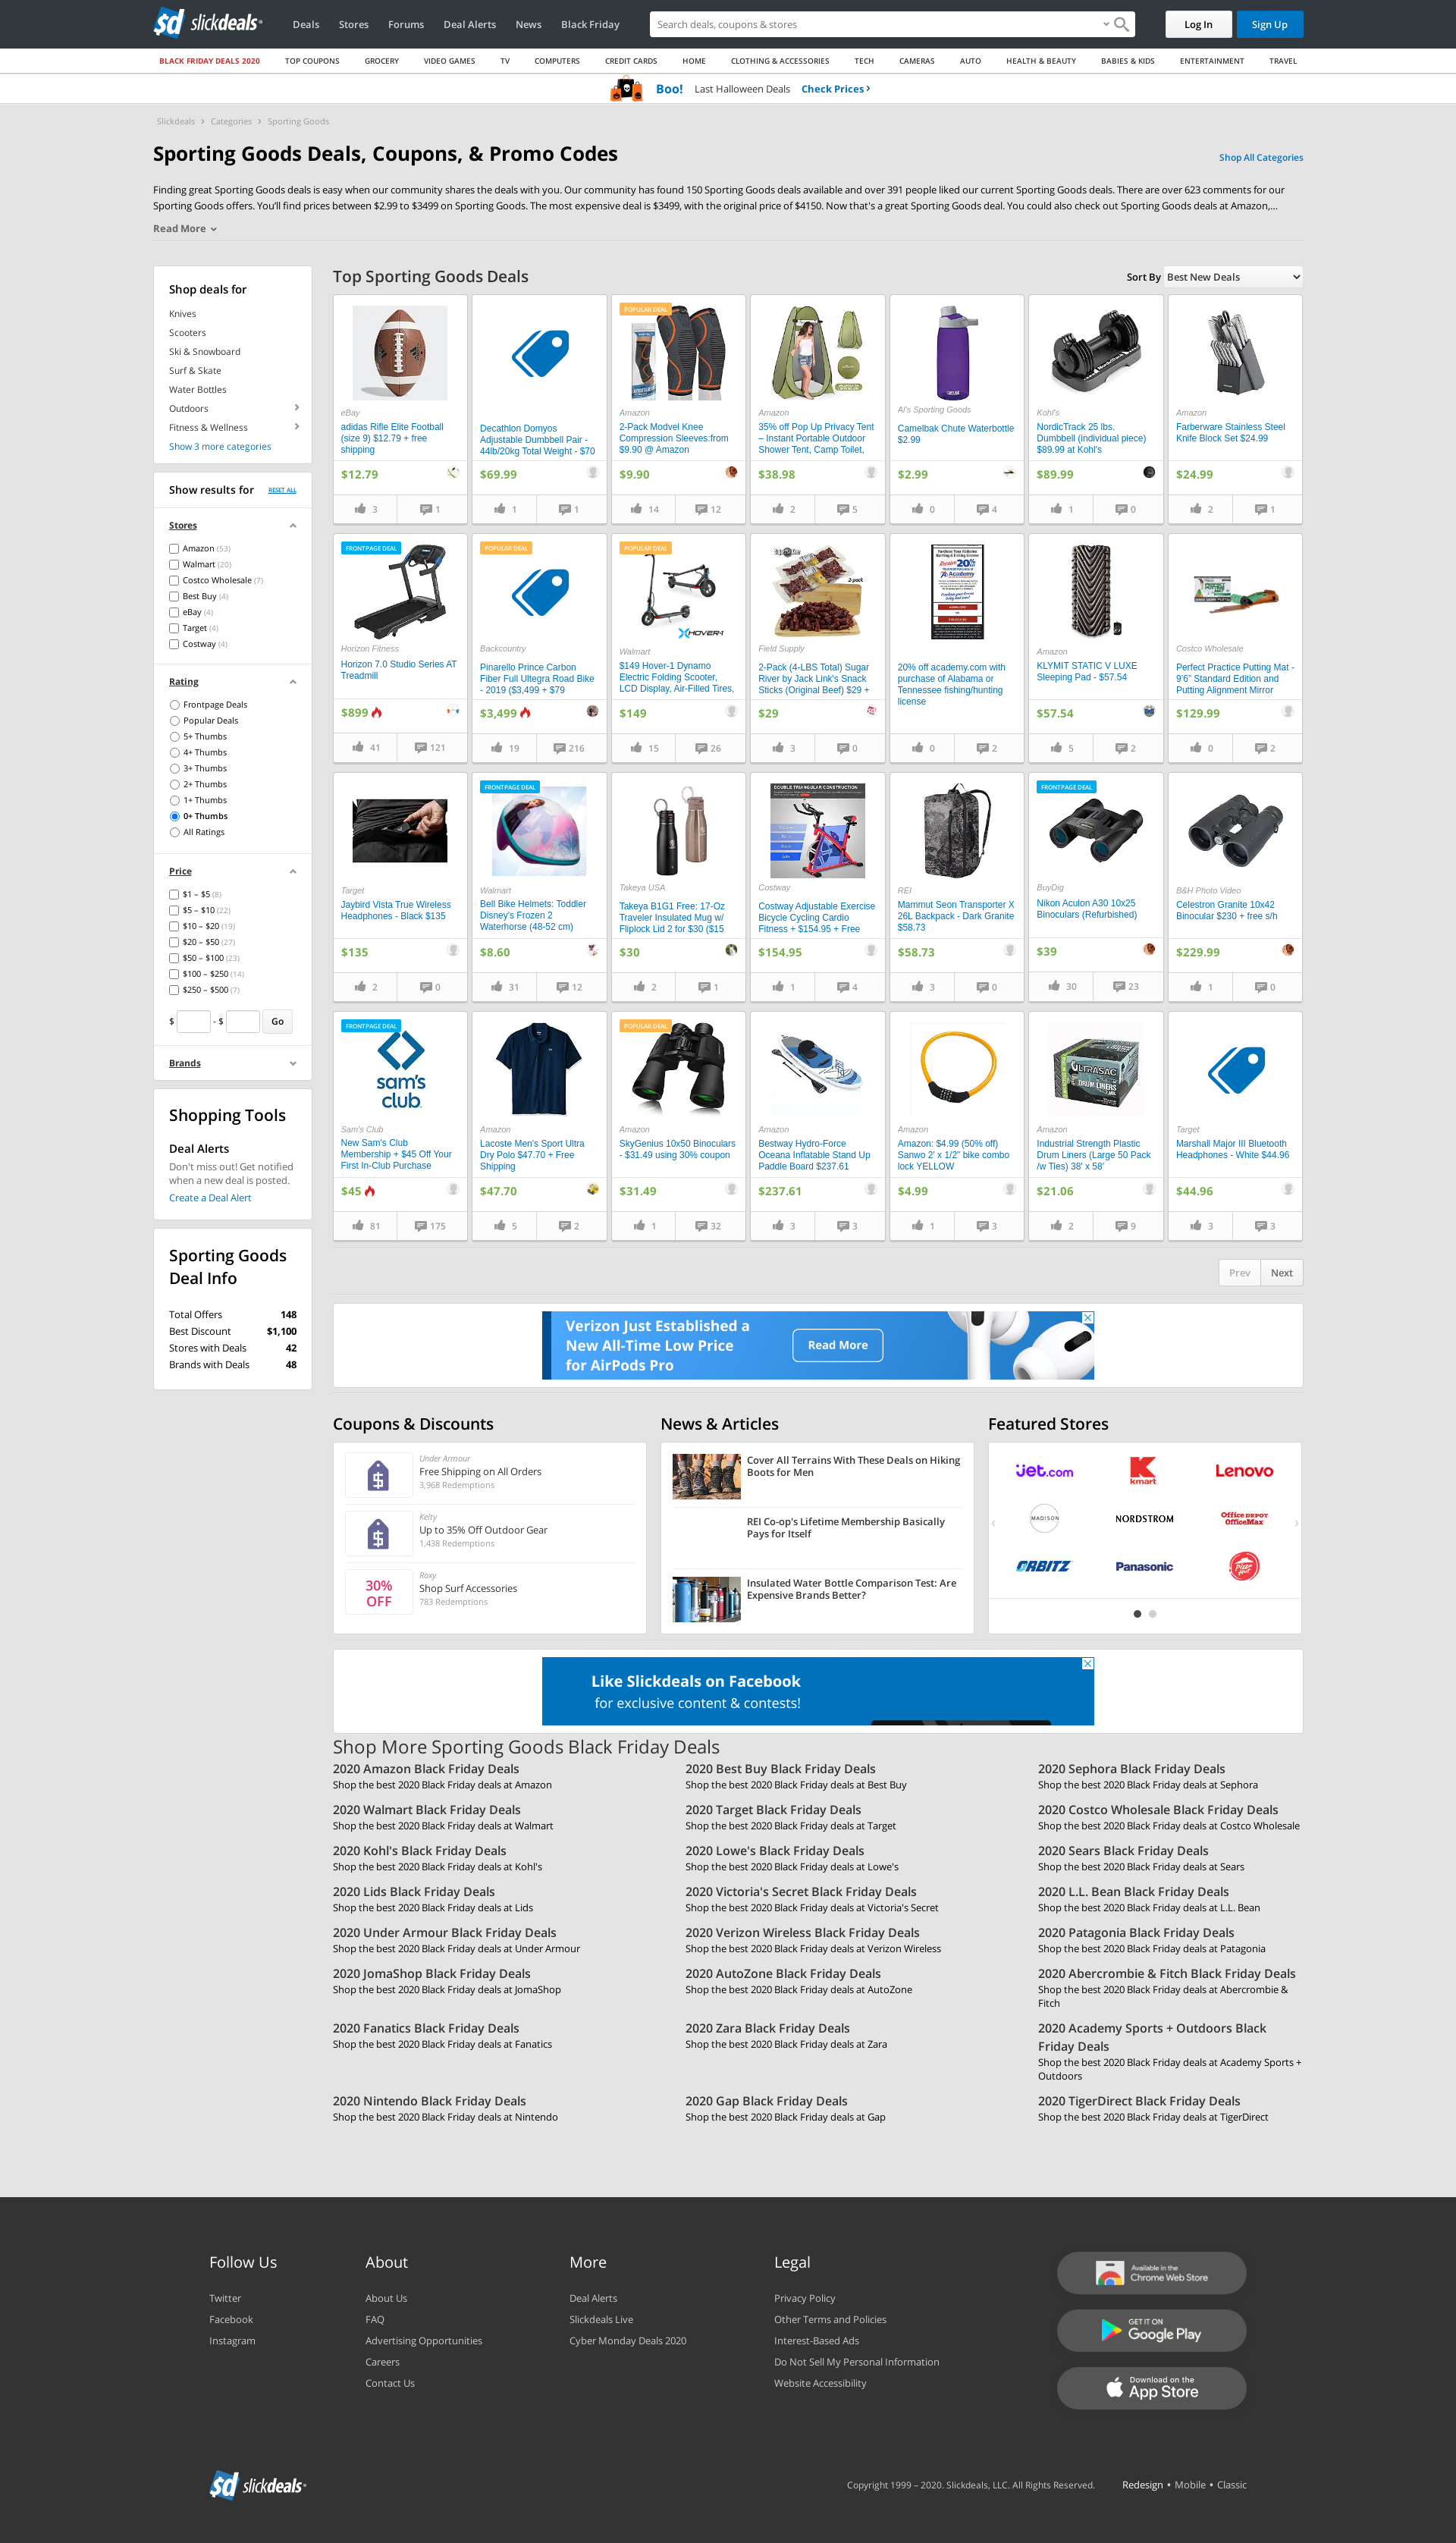 sd slickdeals
Deals Stores Forums Deal Alerts News Black Friday
Search deals, coupons & stores
Log In Sign Up
BLACK FRIDAY DEALS 2020 TOP COUPONS GROCERY VIDEO GAMES TV COMPUTERS CREDIT CARDS HOME CLOTHING & ACCESSORIES TECH CAMERAS AUTO HEALTH & BEAUTY BABIES & KIDS ENTERTAINMENT TRAVEL
Boo! Last Halloween Deals Check Prices ›
Slickdeals › Categories › Sporting Goods
Sporting Goods Deals, Coupons, & Promo Codes
Shop All Categories
Finding great Sporting Goods deals is easy when our community shares the deals with you. Our community has found 150 Sporting Goods deals available and over 391 people liked our current Sporting Goods deals. There are over 623 comments for our
Sporting Goods offers. You'll find prices between $2.99 to $3499 on Sporting Goods. The most expensive deal is $3499, with the original price of $4150. Now that's a great Sporting Goods deal. You could also check out Sporting Goods deals at Amazon,...
Read More
Shop deals for
Knives
Scooters
Ski & Snowboard
Surf & Skate
Water Bottles
Outdoors
Fitness & Wellness
Show 3 more categories
Show results for RESET ALL
Stores
Amazon (53)
Walmart (20)
Costco Wholesale (7)
Best Buy (4)
eBay (4)
Target (4)
Costway (4)
Rating
Frontpage Deals
Popular Deals
5+ Thumbs
4+ Thumbs
3+ Thumbs
2+ Thumbs
1+ Thumbs
0+ Thumbs
All Ratings
Price
$1 – $5 (8)
$5 – $10 (22)
$10 – $20 (19)
$20 – $50 (27)
$50 – $100 (23)
$100 – $250 (14)
$250 – $500 (7)
$ - $ Go
Brands
Shopping Tools
Deal Alerts
Don't miss out! Get notified
when a new deal is posted.
Create a Deal Alert
Sporting Goods
Deal Info
Total Offers 148
Best Discount $1,100
Stores with Deals 42
Brands with Deals 48
Top Sporting Goods Deals
Sort By Best New Deals
eBay
adidas Rifle Elite Football
(size 9) $12.79 + free
shipping
$12.79
3 1
Decathlon Domyos
Adjustable Dumbbell Pair -
44lb/20kg Total Weight - $70
$69.99
1 1
POPULAR DEAL
Amazon
2-Pack Modvel Knee
Compression Sleeves:from
$9.90 @ Amazon
$9.90
14 12
Amazon
35% off Pop Up Privacy Tent
– Instant Portable Outdoor
Shower Tent, Camp Toilet,
$38.98
2 5
Al's Sporting Goods
Camelbak Chute Waterbottle
$2.99
$2.99
0 4
Kohl's
NordicTrack 25 lbs.
Dumbbell (individual piece)
$89.99 at Kohl's
$89.99
1 0
Amazon
Farberware Stainless Steel
Knife Block Set $24.99
$24.99
2 1
FRONTPAGE DEAL
Horizon Fitness
Horizon 7.0 Studio Series AT
Treadmill
$899
41 121
POPULAR DEAL
Backcountry
Pinarello Prince Carbon
Fiber Full Ultegra Road Bike
- 2019 ($3,499 + $79
$3,499
19 216
POPULAR DEAL
HOVER-1
Walmart
$149 Hover-1 Dynamo
Electric Folding Scooter,
LCD Display, Air-Filled Tires,
$149
15 26
2-pack
Field Supply
2-Pack (4-LBS Total) Sugar
River by Jack Link's Snack
Sticks (Original Beef) $29 +
$29
3 0
20%
Academy
20% off academy.com with
purchase of Alabama or
Tennessee fishing/hunting
license
0 2
Amazon
KLYMIT STATIC V LUXE
Sleeping Pad - $57.54
$57.54
5 2
Costco Wholesale
Perfect Practice Putting Mat -
9'6" Standard Edition and
Putting Alignment Mirror
$129.99
0 2
Target
Jaybird Vista True Wireless
Headphones - Black $135
$135
2 0
FRONTPAGE DEAL
Walmart
Bell Bike Helmets: Toddler
Disney's Frozen 2
Waterhorse (48-52 cm)
$8.60
31 12
Takeya USA
Takeya B1G1 Free: 17-Oz
Traveler Insulated Mug w/
Fliplock Lid 2 for $30 ($15
$30
2 1
DOUBLE TRIANGULAR CONSTRUCTION
Costway
Costway Adjustable Exercise
Bicycle Cycling Cardio
Fitness + $154.95 + Free
$154.95
1 4
REI
Mammut Seon Transporter X
26L Backpack - Dark Granite
$58.73
$58.73
3 0
FRONTPAGE DEAL
BuyDig
Nikon Aculon A30 10x25
Binoculars (Refurbished)
$39
30 23
B&H Photo Video
Celestron Granite 10x42
Binocular $230 + free s/h
$229.99
1 0
FRONTPAGE DEAL
sam's
club
Sam's Club
New Sam's Club
Membership + $45 Off Your
First In-Club Purchase
$45
81 175
Amazon
Lacoste Men's Sport Ultra
Dry Polo $47.70 + Free
Shipping
$47.70
5 2
POPULAR DEAL
Amazon
SkyGenius 10x50 Binoculars
- $31.49 using 30% coupon
$31.49
1 32
Amazon
Bestway Hydro-Force
Oceana Inflatable Stand Up
Paddle Board $237.61
$237.61
3 3
Amazon
Amazon: $4.99 (50% off)
Sanwo 2' x 1/2" bike combo
lock YELLOW
$4.99
1 3
ULTRASAC
DRUM LINERS
Amazon
Industrial Strength Plastic
Drum Liners (Large 50 Pack
/w Ties) 38' x 58'
$21.06
2 9
Target
Marshall Major III Bluetooth
Headphones - White $44.96
$44.96
3 3
Prev Next
Verizon Just Established a
New All-Time Low Price
for AirPods Pro
Read More
Coupons & Discounts
Under Armour
Free Shipping on All Orders
3,968 Redemptions
Kelty
Up to 35% Off Outdoor Gear
1,438 Redemptions
30%
OFF
Roxy
Shop Surf Accessories
783 Redemptions
News & Articles
Cover All Terrains With These Deals on Hiking
Boots for Men
REI Co-op's Lifetime Membership Basically
Pays for Itself
Insulated Water Bottle Comparison Test: Are
Expensive Brands Better?
Featured Stores
Jet.com kmart Lenovo
MADISON NORDSTROM Office DEPOT
OfficeMax
ORBITZ Panasonic Pizza Hut
Like Slickdeals on Facebook
for exclusive content & contests!
Shop More Sporting Goods Black Friday Deals
2020 Amazon Black Friday Deals
Shop the best 2020 Black Friday deals at Amazon
2020 Best Buy Black Friday Deals
Shop the best 2020 Black Friday deals at Best Buy
2020 Sephora Black Friday Deals
Shop the best 2020 Black Friday deals at Sephora
2020 Walmart Black Friday Deals
Shop the best 2020 Black Friday deals at Walmart
2020 Target Black Friday Deals
Shop the best 2020 Black Friday deals at Target
2020 Costco Wholesale Black Friday Deals
Shop the best 2020 Black Friday deals at Costco Wholesale
2020 Kohl's Black Friday Deals
Shop the best 2020 Black Friday deals at Kohl's
2020 Lowe's Black Friday Deals
Shop the best 2020 Black Friday deals at Lowe's
2020 Sears Black Friday Deals
Shop the best 2020 Black Friday deals at Sears
2020 Lids Black Friday Deals
Shop the best 2020 Black Friday deals at Lids
2020 Victoria's Secret Black Friday Deals
Shop the best 2020 Black Friday deals at Victoria's Secret
2020 L.L. Bean Black Friday Deals
Shop the best 2020 Black Friday deals at L.L. Bean
2020 Under Armour Black Friday Deals
Shop the best 2020 Black Friday deals at Under Armour
2020 Verizon Wireless Black Friday Deals
Shop the best 2020 Black Friday deals at Verizon Wireless
2020 Patagonia Black Friday Deals
Shop the best 2020 Black Friday deals at Patagonia
2020 JomaShop Black Friday Deals
Shop the best 2020 Black Friday deals at JomaShop
2020 AutoZone Black Friday Deals
Shop the best 2020 Black Friday deals at AutoZone
2020 Abercrombie & Fitch Black Friday Deals
Shop the best 2020 Black Friday deals at Abercrombie &
Fitch
2020 Fanatics Black Friday Deals
Shop the best 2020 Black Friday deals at Fanatics
2020 Zara Black Friday Deals
Shop the best 2020 Black Friday deals at Zara
2020 Academy Sports + Outdoors Black
Friday Deals
Shop the best 2020 Black Friday deals at Academy Sports +
Outdoors
2020 Nintendo Black Friday Deals
Shop the best 2020 Black Friday deals at Nintendo
2020 Gap Black Friday Deals
Shop the best 2020 Black Friday deals at Gap
2020 TigerDirect Black Friday Deals
Shop the best 2020 Black Friday deals at TigerDirect
Follow Us
Twitter
Facebook
Instagram
About
About Us
FAQ
Advertising Opportunities
Careers
Contact Us
More
Deal Alerts
Slickdeals Live
Cyber Monday Deals 2020
Legal
Privacy Policy
Other Terms and Policies
Interest-Based Ads
Do Not Sell My Personal Information
Website Accessibility
Available in the
Chrome Web Store
GET IT ON
Google Play
Download on the
App Store
sd slickdeals
Copyright 1999 – 2020. Slickdeals, LLC. All Rights Reserved. Redesign • Mobile • Classic